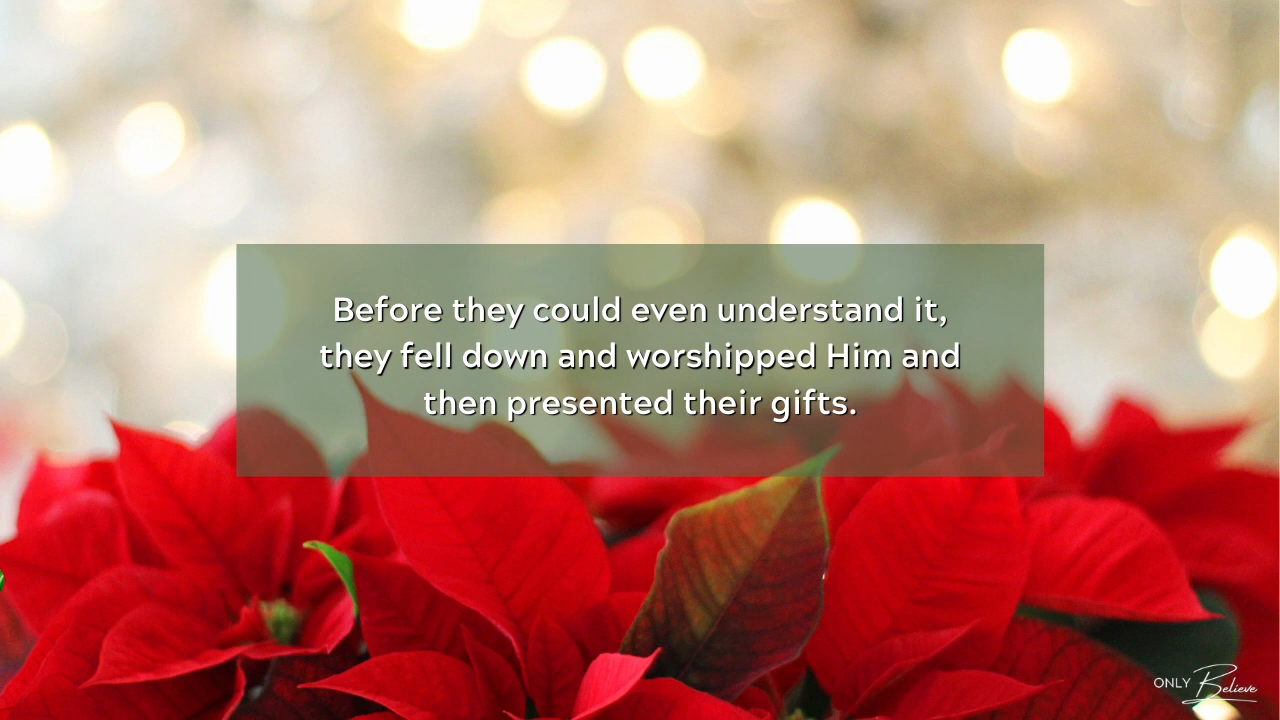 Before they could even understand it,
they fell down and worshipped Him and
then presented their gifts.
ONLY Believe